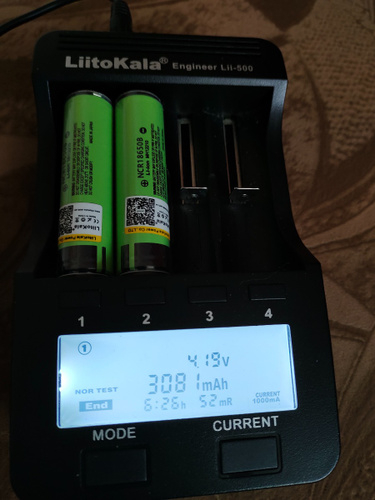 LiitoKala® Engineer Lii-500
NCR18650B
LiitoKala
1 2 3 4
1
4.19v
3081mAh
NOR TEST
End
6:26h 52mR
CURRENT
1000mA
MODE CURRENT